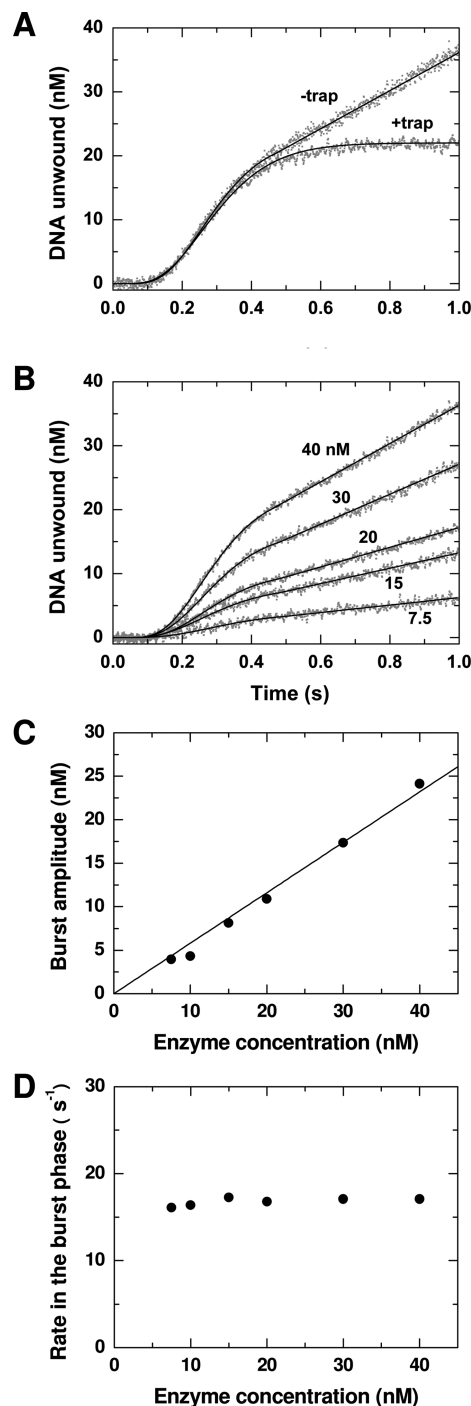 A
40
30
20
10
0
DNA unwound (nM)
-trap
+trap
0.0 0.2 0.4 0.6 0.8 1.0
B
40
30
20
10
0
DNA unwound (nM)
40 nM
30
20
15
7.5
0.0 0.2 0.4 0.6 0.8 1.0
Time (s)
C
30
25
20
15
10
5
0
Burst amplitude (nM)
0 10 20 30 40
Enzyme concentration (nM)
D
30
20
10
0
Rate in the burst phase ( s⁻¹)
0 10 20 30 40
Enzyme concentration (nM)